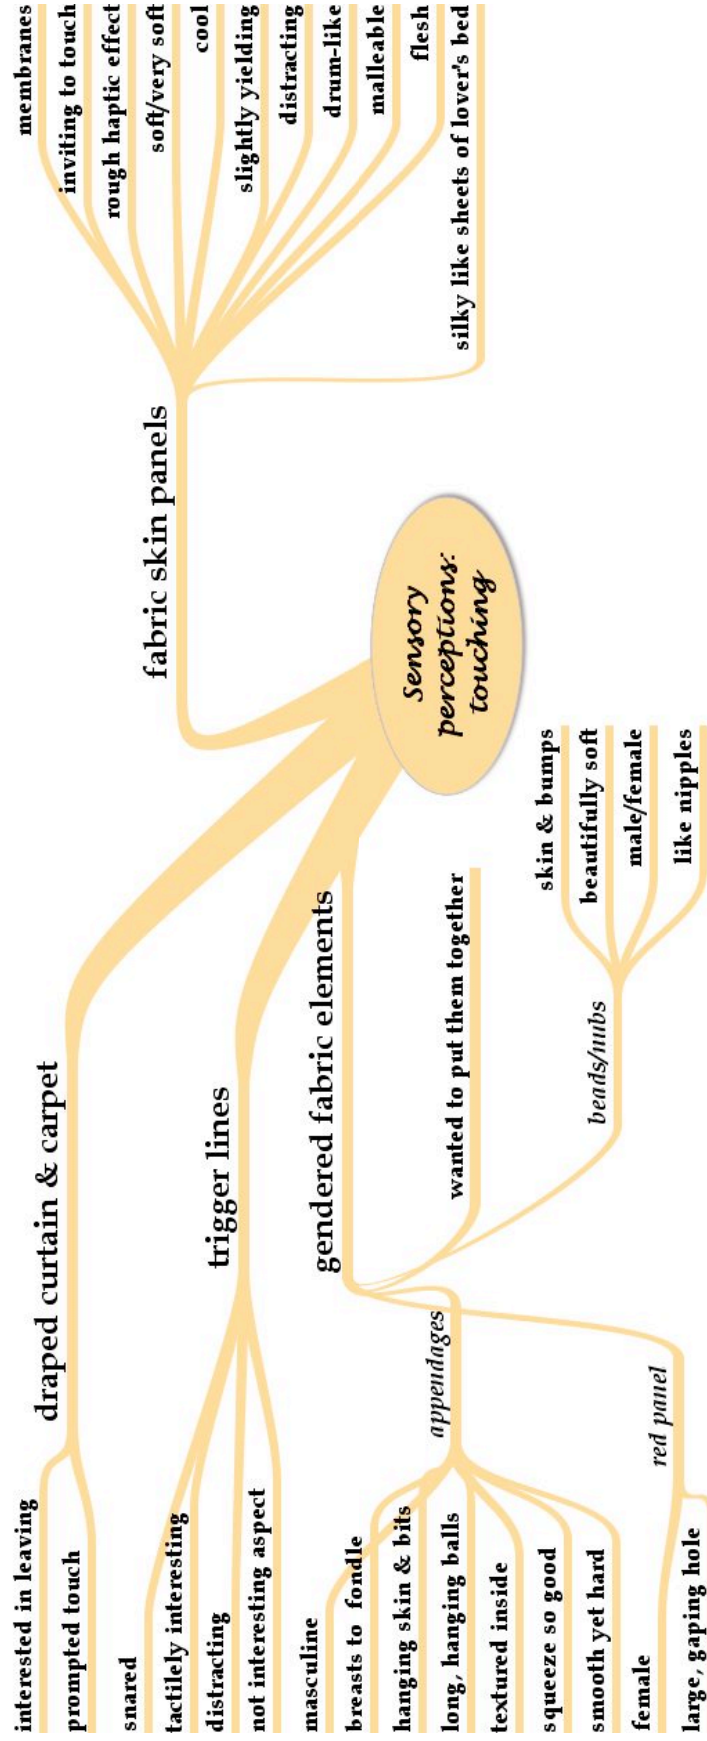 Sensory
perceptions:
touching
fabric skin panels
membranes
inviting to touch
rough haptic effect
soft/very soft
cool
slightly yielding
distracting
drum-like
malleable
flesh
silky like sheets of lover's bed
draped curtain & carpet
interested in leaving
prompted touch
trigger lines
snared
tactilely interesting
distracting
not interesting aspect
gendered fabric elements
wanted to put them together
beads/nubs
skin & bumps
beautifully soft
male/female
like nipples
appendages
masculine
breasts to fondle
hanging skin & bits
long, hanging balls
textured inside
squeeze so good
smooth yet hard
red panel
female
large, gaping hole